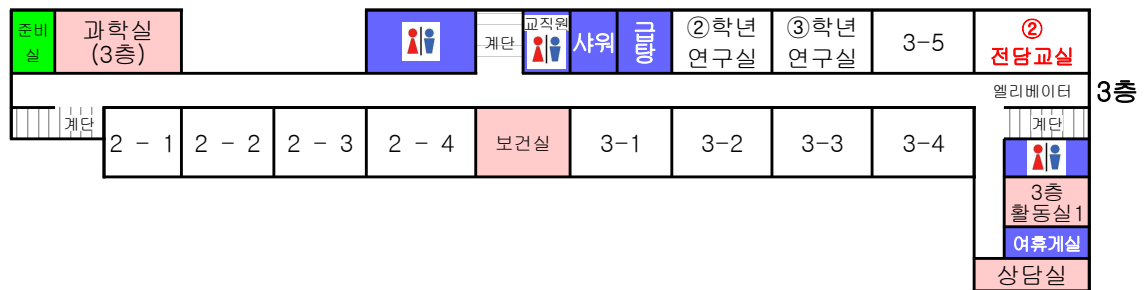 준비
실
과학실
(3층)
계단
교직원
샤워
급
탕
②학년
연구실
③학년
연구실
3-5
②
전담교실
엘리베이터
3층
계단
2 - 1
2 - 2
2 - 3
2 - 4
보건실
3-1
3-2
3-3
3-4
계단
3층
활동실1
여휴게실
상담실